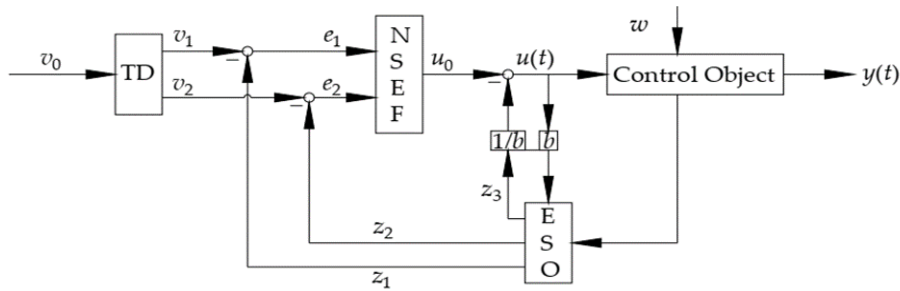 v₀
TD
v₁
v₂
e₁
e₂
N
S
E
F
u₀
u(t)
w
Control Object
y(t)
1/b
b
z₃
E
S
O
z₂
z₁
−
−
−